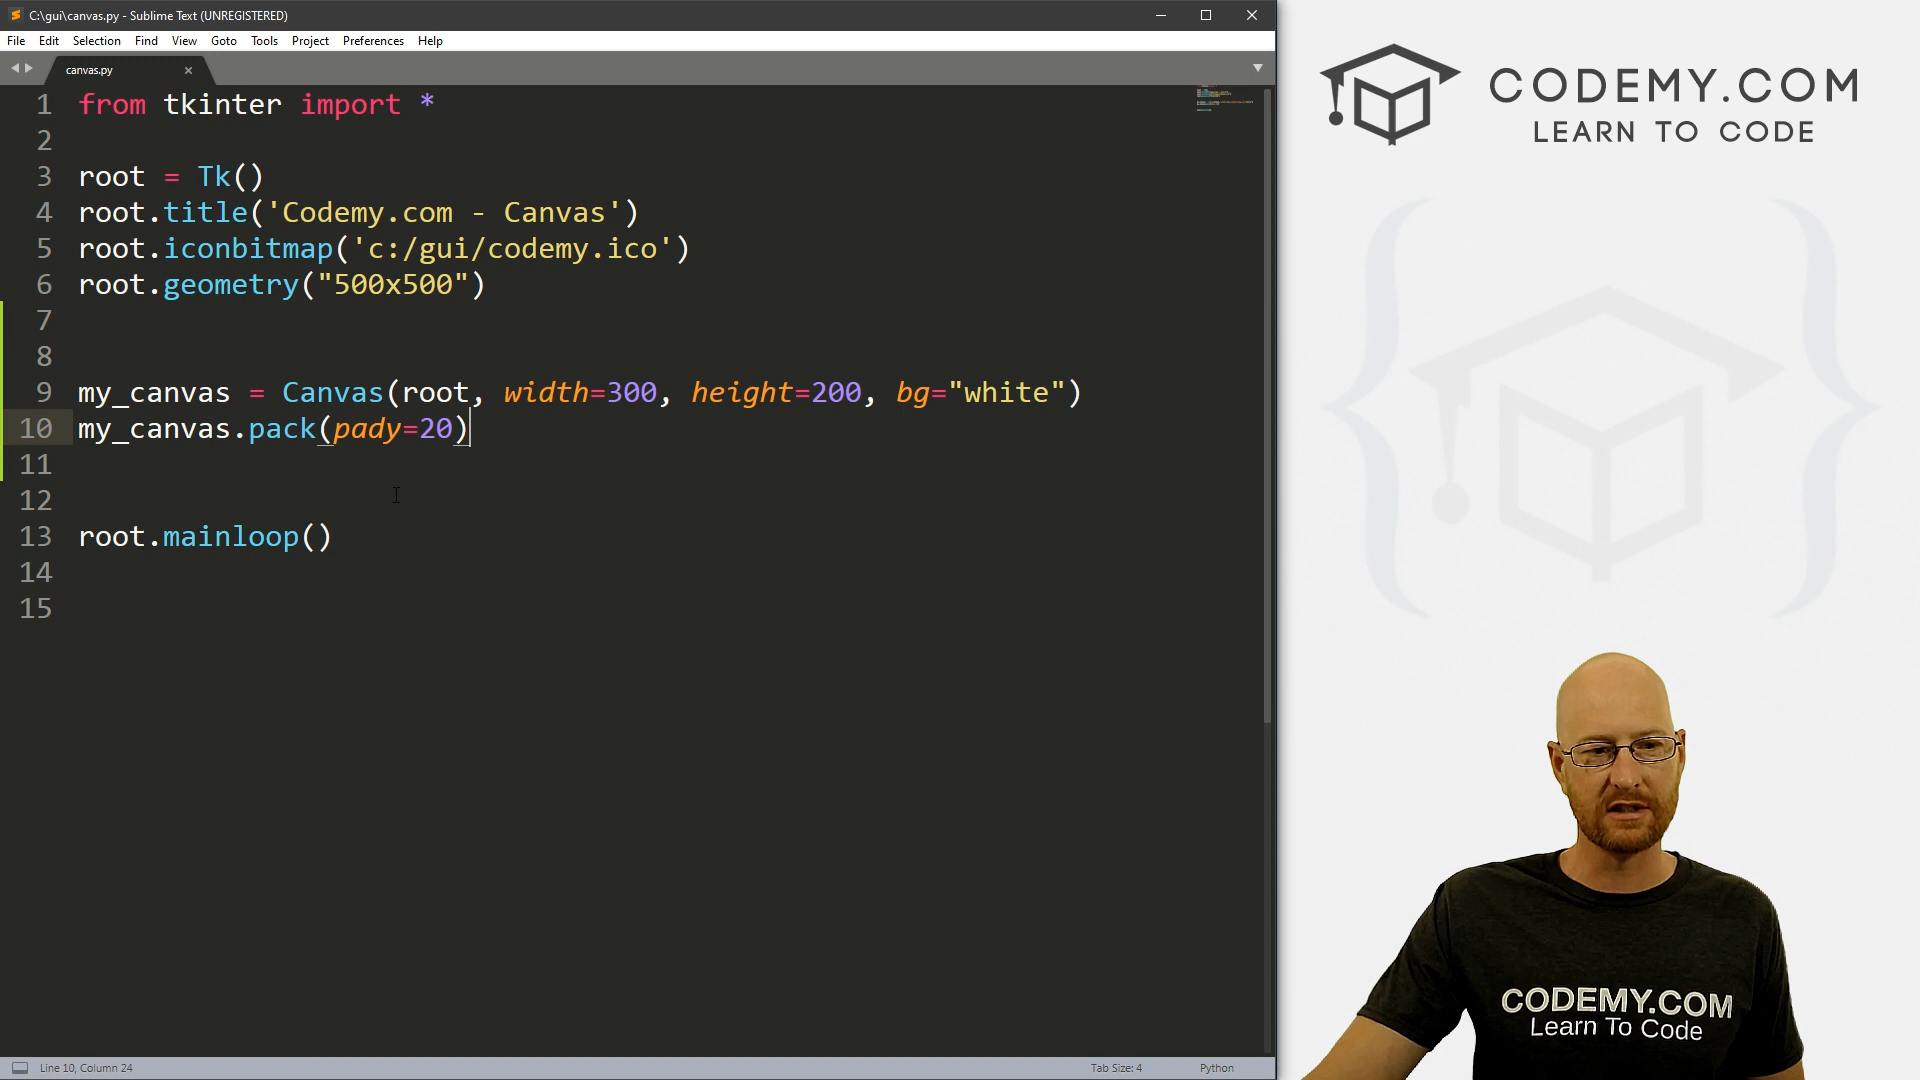 C:\gui\canvas.py - Sublime Text (UNREGISTERED)
File Edit Selection Find View Goto Tools Project Preferences Help
canvas.py
1 from tkinter import *
2
3 root = Tk()
4 root.title('Codemy.com - Canvas')
5 root.iconbitmap('c:/gui/codemy.ico')
6 root.geometry("500x500")
7
8
9 my_canvas = Canvas(root, width=300, height=200, bg="white")
10 my_canvas.pack(pady=20)
11
12
13 root.mainloop()
14
15
Line 10, Column 24
Tab Size: 4
Python
CODEMY.COM
LEARN TO CODE
CODEMY.COM
Learn To Code